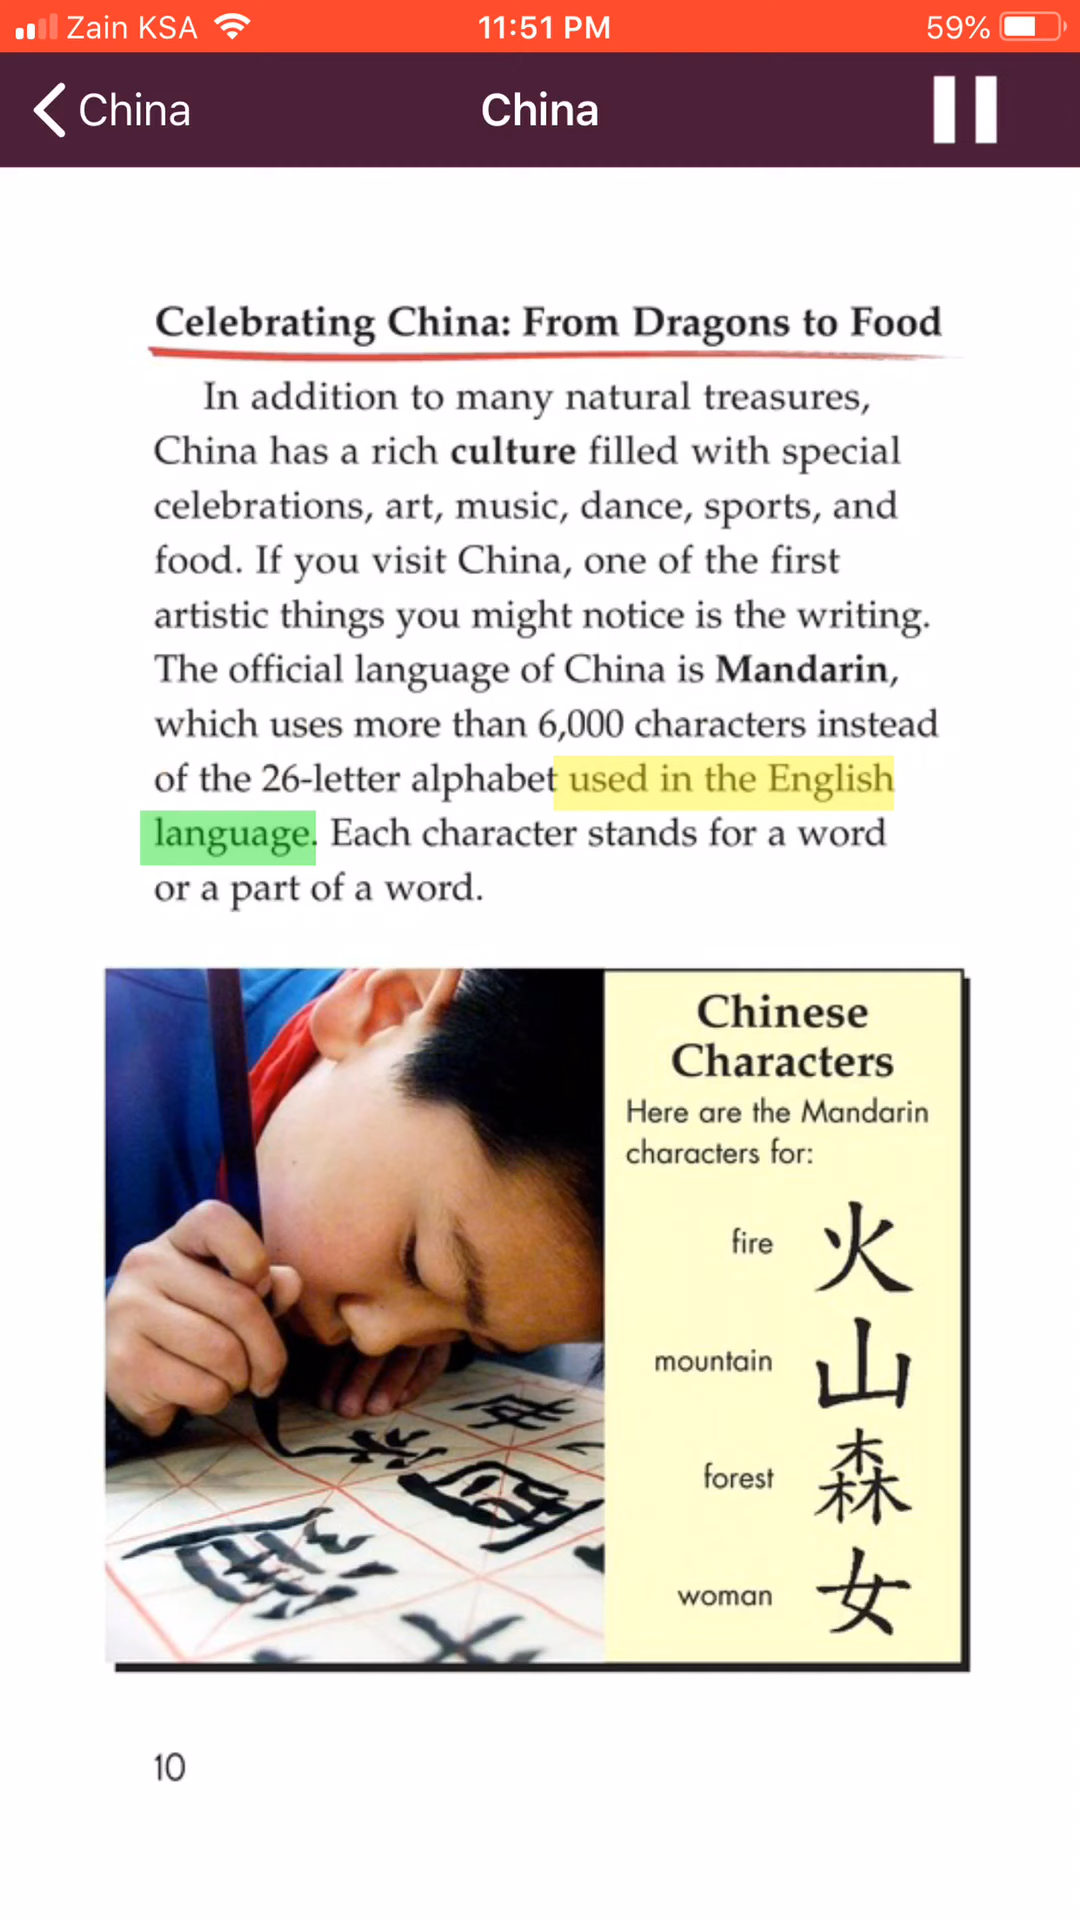 Zain KSA 11:51 PM 59%
China China
Celebrating China: From Dragons to Food
In addition to many natural treasures,
China has a rich culture filled with special
celebrations, art, music, dance, sports, and
food. If you visit China, one of the first
artistic things you might notice is the writing.
The official language of China is Mandarin,
which uses more than 6,000 characters instead
of the 26-letter alphabet used in the English
language. Each character stands for a word
or a part of a word.
Chinese
Characters
Here are the Mandarin
characters for:
fire 火
mountain 山
forest 森
woman 女
10